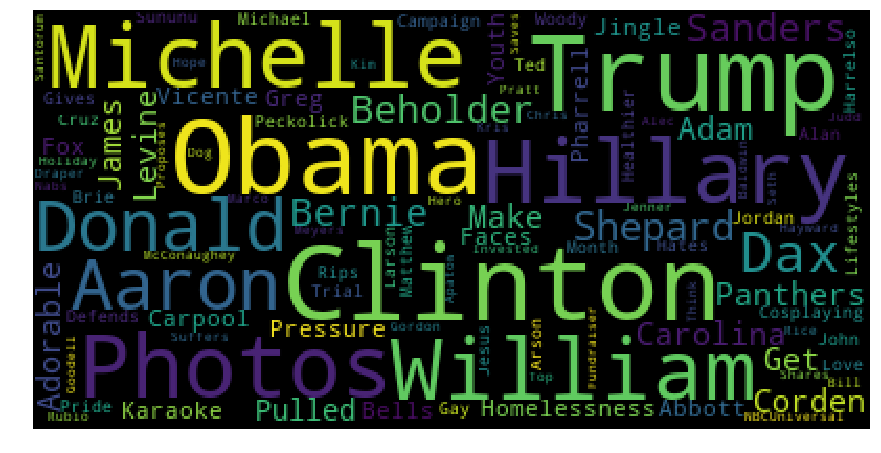 Santorum
Sununu
Michael
Campaign
Woody
Jingle
Sanders
Michelle
Trump
Hope
Kim
Youth
Ted
Saves
Harrelso
Pratt
Gives
Vicente
Greg
Beholder
Chris
Alec
Judd
Cruz
James
Levine
Peckolick
Pharrell
Kris
Healthier
Adam
Alan
Fox
Obama
Hillary
Holiday
Proposes
Dog
Baldwin
Seth
Draper
Nabs
Brie
Marco
Hero
Jenner
Donald
Bernie
Make
Shepard
Jordan
Hayward
Lifestyles
Meyers
Faces
McConaughey
Larson
Matthew
Invested
Month
Hates
Dax
Aaron
Clinton
Rips
Trial
Apatow
Think
Panthers
Adorable
Defends
Carpool
Pressure
Gordon
Carolina
Cosplaying
Suffers
Jesus
Arson
Rice
John
Goodell
Photos
William
Top
Fundraiser
Get
Love
Shares
Bill
Pride
Rubio
Karaoke
Pulled
Bells
Gay
Homelessness
Abbott
Corden
NBCUniversal